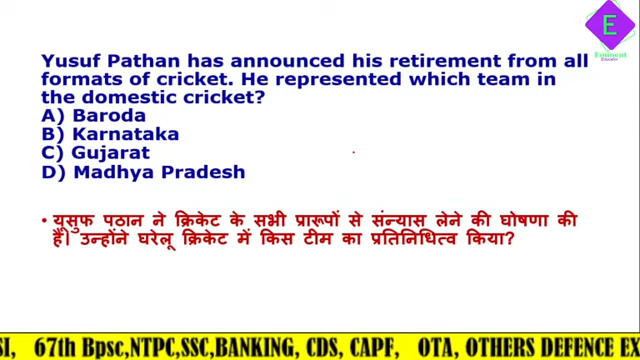 E
Eminent
Educator
Yusuf Pathan has announced his retirement from all
formats of cricket. He represented which team in
the domestic cricket?
A) Baroda
B) Karnataka
C) Gujarat
D) Madhya Pradesh
• यूसुफ पठान ने क्रिकेट के सभी प्रारूपों से संन्यास लेने की घोषणा की
हैं। उन्होंने घरेलू क्रिकेट में किस टीम का प्रतिनिधित्व किया?
SI, 67th Bpsc,NTPC,SSC,BANKING, CDS, CAPF, OTA, OTHERS DEFENCE EX